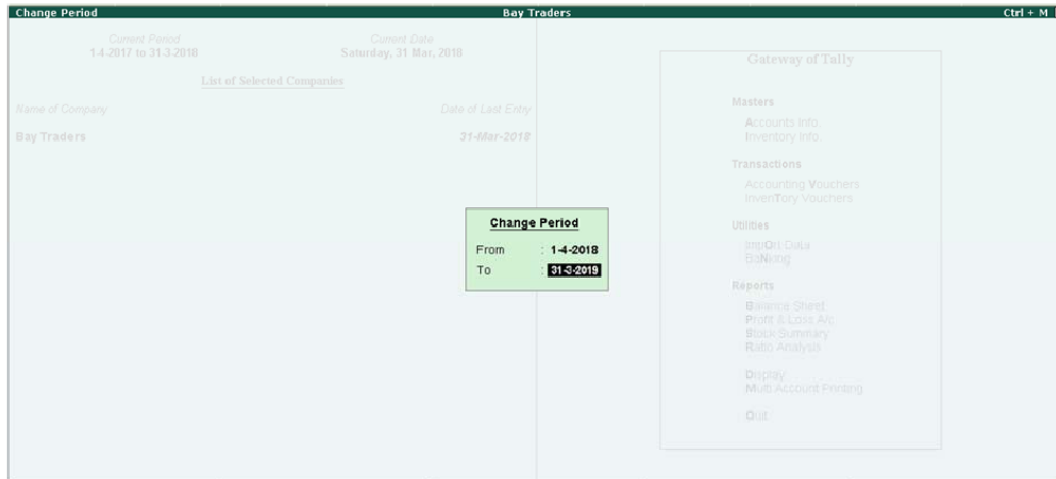 Change Period Bay Traders Ctrl + M
Current Period Current Date
1-4-2017 to 31-3-2018 Saturday, 31 Mar, 2018
List of Selected Companies
Name of Company Date of Last Entry
Bay Traders 31-Mar-2018
Gateway of Tally
Masters
Accounts Info.
Inventory Info.
Transactions
Accounting Vouchers
InvenTory Vouchers
Change Period
From : 1-4-2018
To : 31-3-2019
Utilities
ImpOrt Data
BaNking
Reports
Balance Sheet
Profit & Loss A/c
Stock Summary
Ratio Analysis
Display
Multi Account Printing
Quit